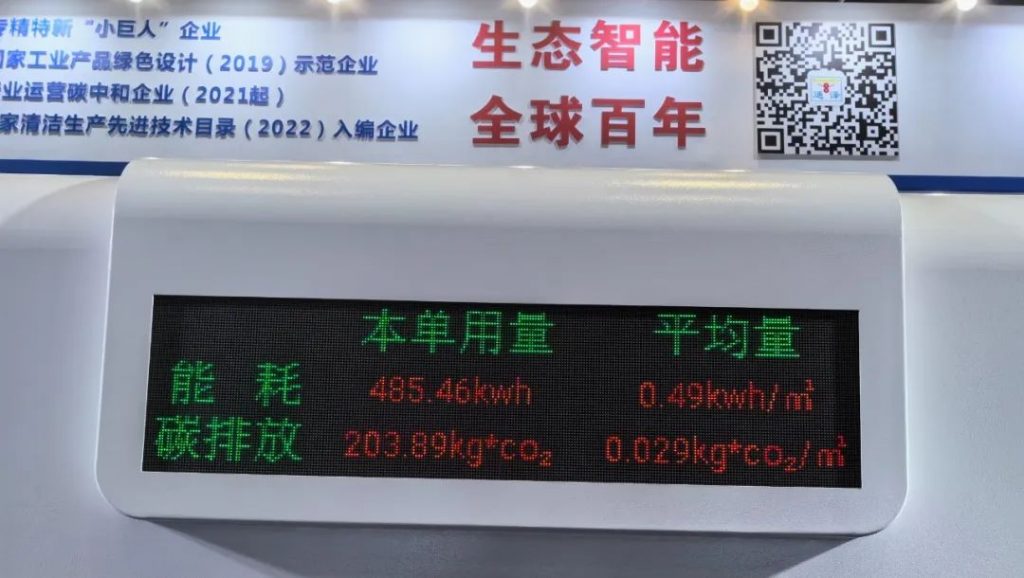 专精特新“小巨人”企业
国家工业产品绿色设计（2019）示范企业
业运营碳中和企业（2021起）
家清洁生产先进技术目录（2022）入编企业
生态智能
全球百年
本单用量 平均量
能 耗 485.46kwh 0.49kwh/㎡
碳排放 203.89kg*co₂ 0.029kg*co₂/㎡